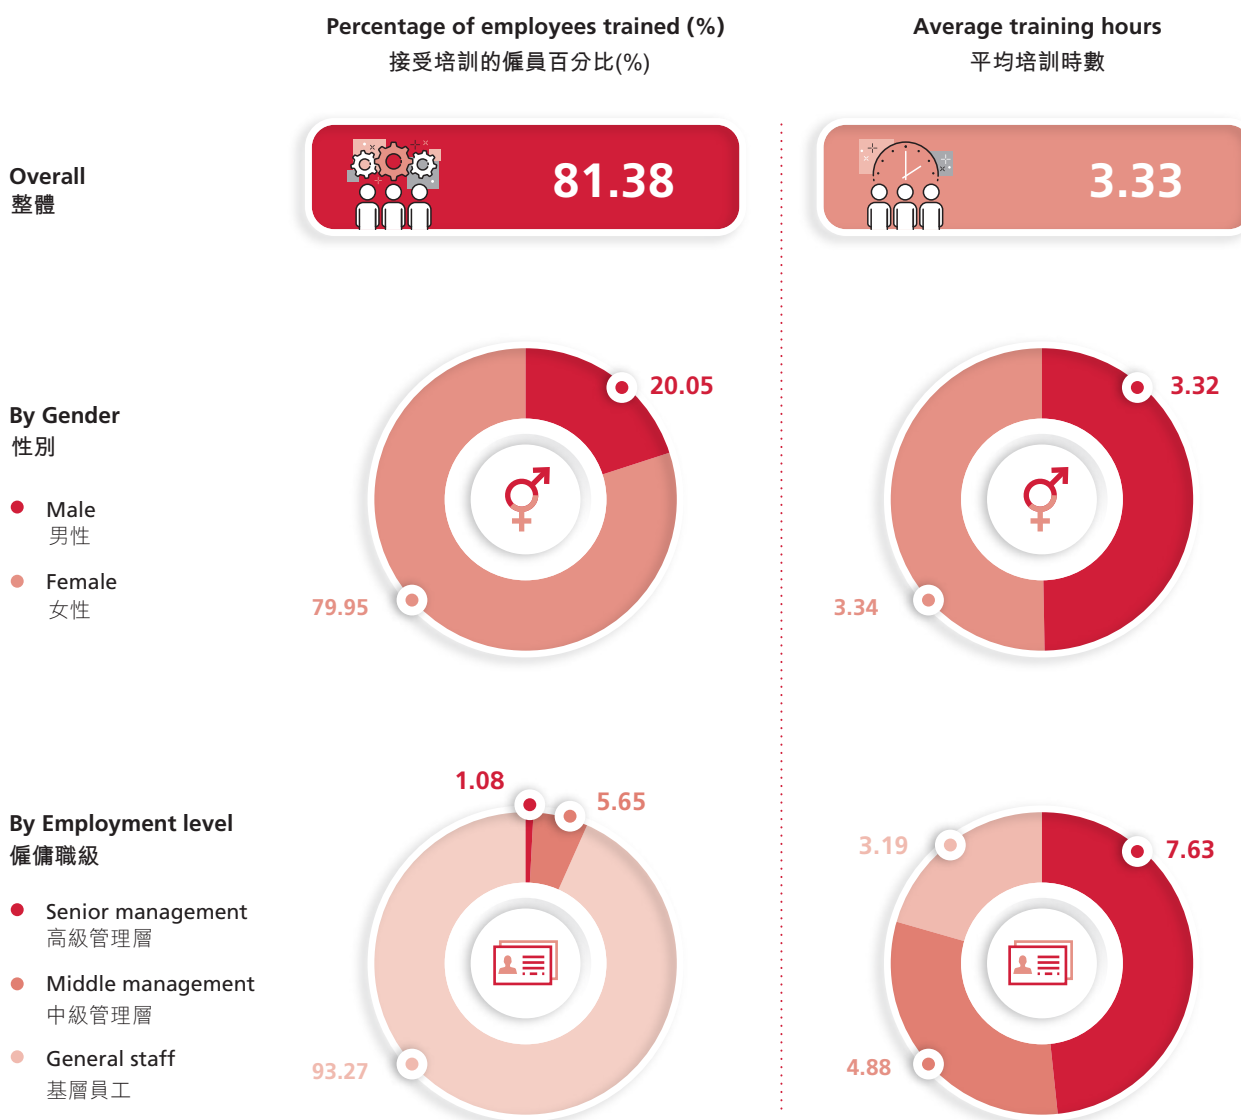 Percentage of employees trained (%)
接受培訓的僱員百分比(%)
Average training hours
平均培訓時數
Overall
整體
81.38
3.33
By Gender
性別
Male
男性
Female
女性
20.05
79.95
3.32
3.34
By Employment level
僱傭職級
Senior management
高級管理層
Middle management
中級管理層
General staff
基層員工
1.08
5.65
93.27
3.19
7.63
4.88